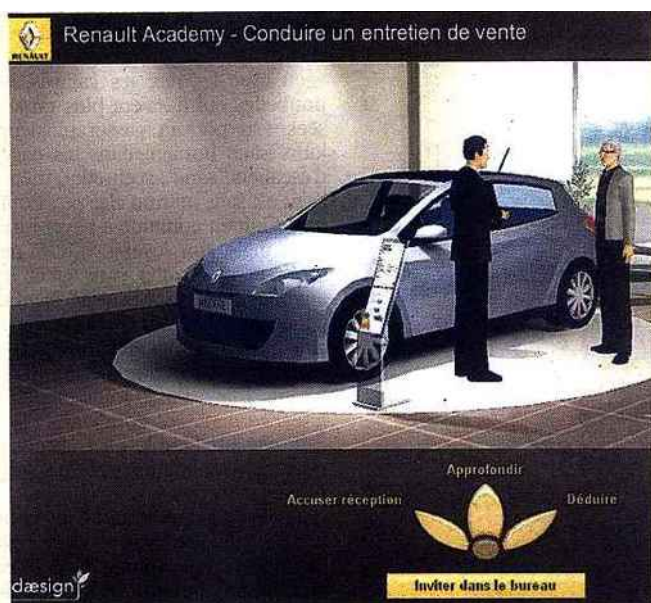 RENAULT
Renault Academy - Conduire un entretien de vente
Approfondir
Accuser réception
Déduire
Inviter dans le bureau
dæsign